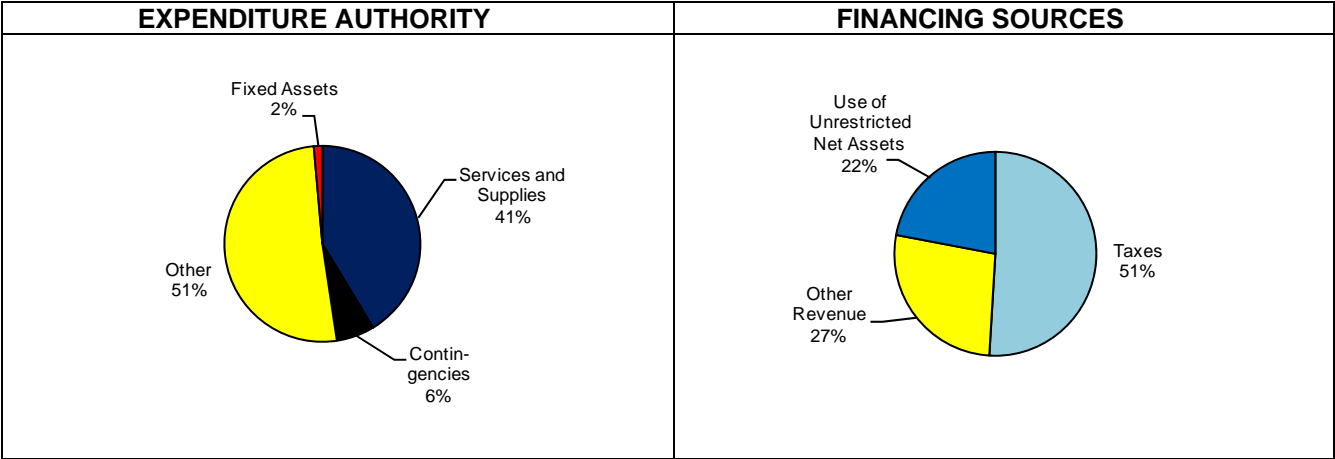 EXPENDITURE AUTHORITY
Fixed Assets
2%
Services and
Supplies
41%
Other
51%
Contin-
gencies
6%
FINANCING SOURCES
Use of
Unrestricted
Net Assets
22%
Taxes
51%
Other
Revenue
27%